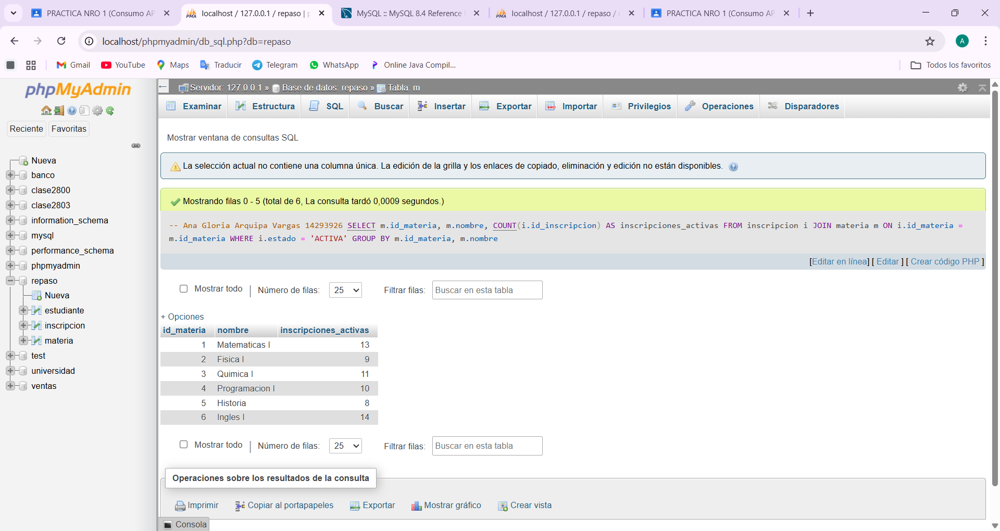 PRACTICA NRO 1 (Consumo AP
localhost / 127.0.0.1 / repaso | p
MySQL :: MySQL 8.4 Reference
localhost / 127.0.0.1 / repaso /
PRACTICA NRO 1 (Consumo AP
localhost/phpmyadmin/db_sql.php?db=repaso
A
Gmail
YouTube
Maps
Traducir
Telegram
WhatsApp
Online Java Compil...
Todos los favoritos
phpMyAdmin
Reciente
Favoritas
Nueva
banco
clase2800
clase2803
information_schema
mysql
performance_schema
phpmyadmin
repaso
Nueva
estudiante
inscripcion
materia
test
universidad
ventas
Servidor: 127.0.0.1 » Base de datos: repaso » Tabla: m
Examinar
Estructura
SQL
Buscar
Insertar
Exportar
Importar
Privilegios
Operaciones
Disparadores
Mostrar ventana de consultas SQL
La selección actual no contiene una columna única. La edición de la grilla y los enlaces de copiado, eliminación y edición no están disponibles.
Mostrando filas 0 - 5 (total de 6, La consulta tardó 0,0009 segundos.)
-- Ana Gloria Arquipa Vargas 14293926 SELECT m.id_materia, m.nombre, COUNT(i.id_inscripcion) AS inscripciones_activas FROM inscripcion i JOIN materia m ON i.id_materia =
m.id_materia WHERE i.estado = 'ACTIVA' GROUP BY m.id_materia, m.nombre
[Editar en línea] [ Editar ] [ Crear código PHP ]
Mostrar todo | Número de filas: 25 Filtrar filas: Buscar en esta tabla
+ Opciones
id_materia nombre inscripciones_activas
1 Matematicas I 13
2 Fisica I 9
3 Quimica I 11
4 Programacion I 10
5 Historia 8
6 Ingles I 14
Mostrar todo | Número de filas: 25 Filtrar filas: Buscar en esta tabla
Operaciones sobre los resultados de la consulta
Imprimir
Copiar al portapapeles
Exportar
Mostrar gráfico
Crear vista
Consola